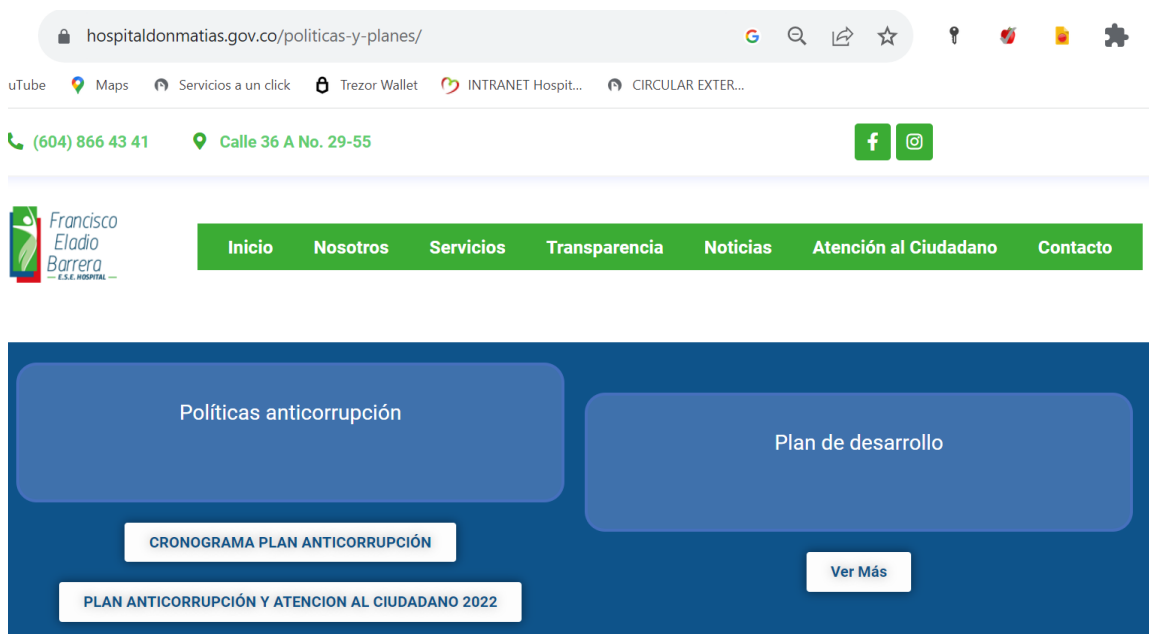 hospitaldonmatias.gov.co/politicas-y-planes/
uTube Maps Servicios a un click Trezor Wallet INTRANET Hospit... CIRCULAR EXTER...
(604) 866 43 41 Calle 36 A No. 29-55
Francisco
Eladio
Barrera
E.S.E. HOSPITAL
Inicio Nosotros Servicios Transparencia Noticias Atención al Ciudadano Contacto
Políticas anticorrupción
Plan de desarrollo
CRONOGRAMA PLAN ANTICORRUPCIÓN
Ver Más
PLAN ANTICORRUPCIÓN Y ATENCION AL CIUDADANO 2022